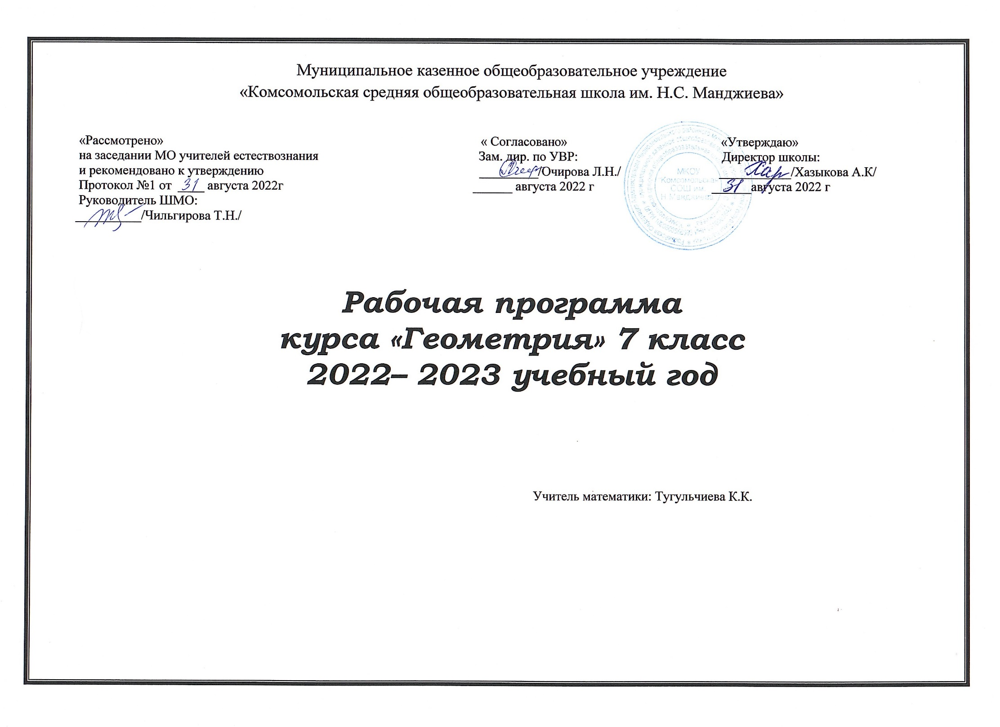 Муниципальное казенное общеобразовательное учреждение
«Комсомольская средняя общеобразовательная школа им. Н.С. Манджиева»
«Рассмотрено»
на заседании МО учителей естествознания
и рекомендовано к утверждению
Протокол №1 от 31 августа 2022г
Руководитель ШМО:
/Чильгирова Т.Н./
« Согласовано»
Зам. дир. по УВР:
/Очирова Л.Н./
августа 2022 г
«Утверждаю»
Директор школы:
/Хазыкова А.К/
31 августа 2022 г
МКОУ
"Комсомольская
СОШ им.
Н.Манджиева"
Рабочая программа
курса «Геометрия» 7 класс
2022– 2023 учебный год
Учитель математики: Тугульчиева К.К.